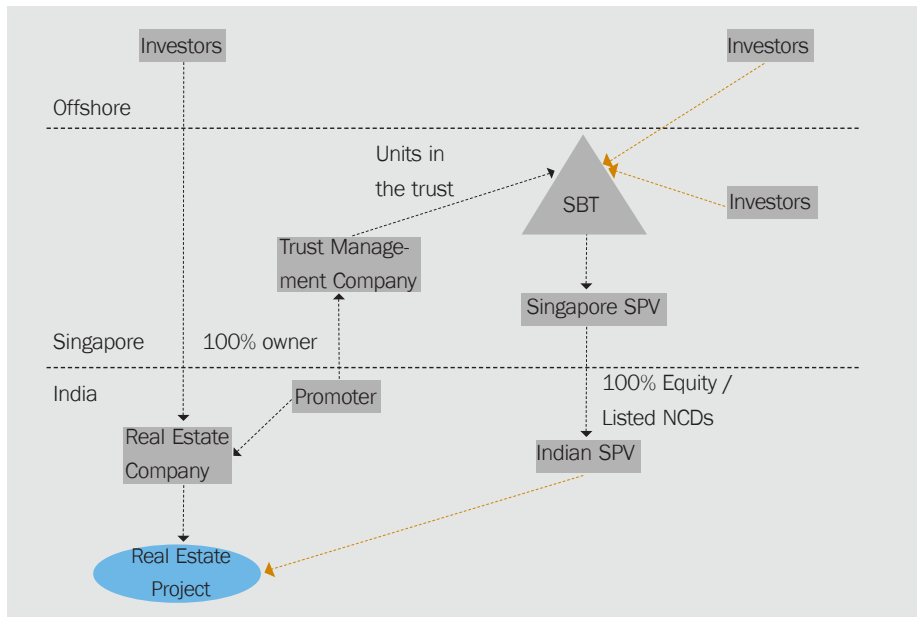 Investors
Investors
Offshore
Units in
the trust
SBT
Investors
Trust Manage-
ment Company
Singapore SPV
Singapore
100% owner
India
Promoter
100% Equity /
Listed NCDs
Real Estate
Company
Indian SPV
Real Estate
Project